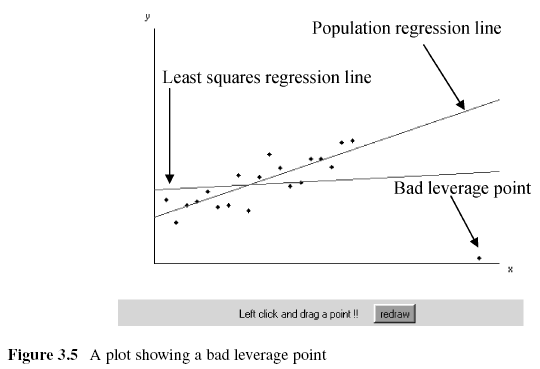 y
Population regression line
Least squares regression line
Bad leverage point
x
Left click and drag a point !! redraw
Figure 3.5 A plot showing a bad leverage point